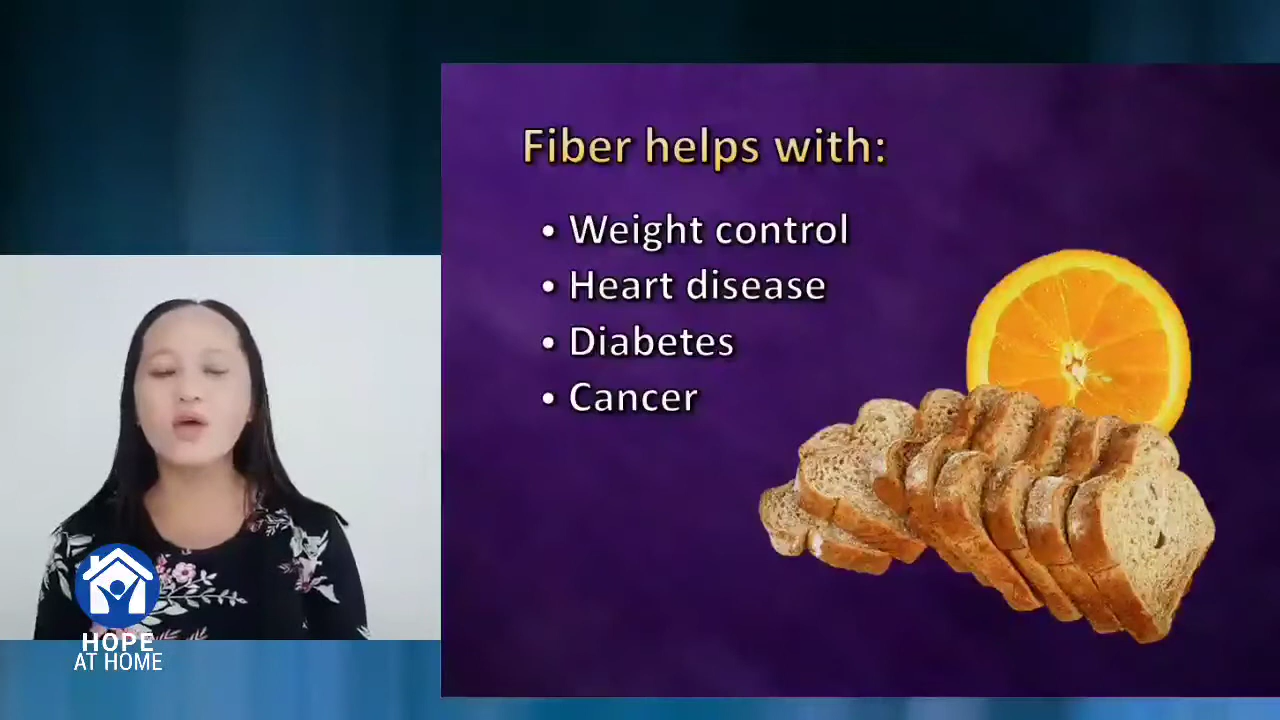 Fiber helps with:
• Weight control
• Heart disease
• Diabetes
• Cancer
HOPE
AT HOME